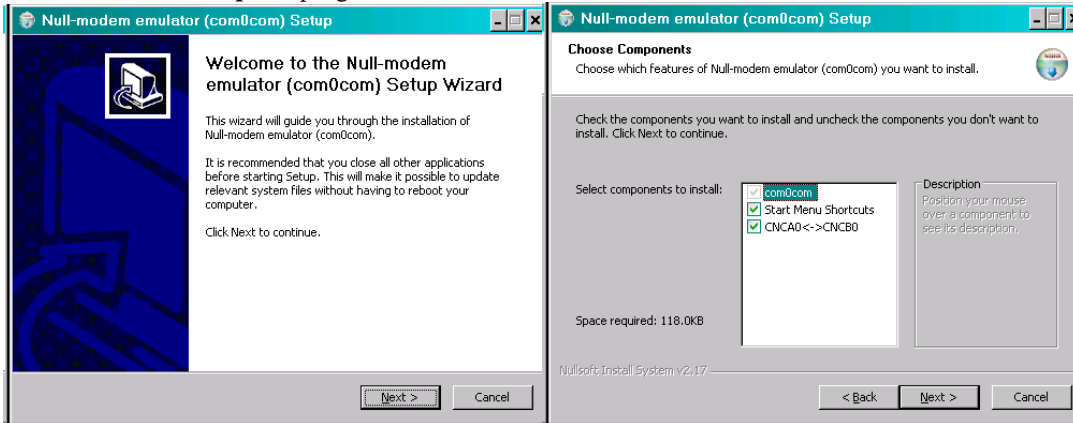 Null-modem emulator (com0com) Setup
Welcome to the Null-modem
emulator (com0com) Setup Wizard
This wizard will guide you through the installation of
Null-modem emulator (com0com).
It is recommended that you close all other applications
before starting Setup. This will make it possible to update
relevant system files without having to reboot your
computer.
Click Next to continue.
Next >
Cancel
Null-modem emulator (com0com) Setup
Choose Components
Choose which features of Null-modem emulator (com0com) you want to install.
Check the components you want to install and uncheck the components you don't want to
install. Click Next to continue.
Select components to install:
com0com
Start Menu Shortcuts
CNCA0<->CNCB0
Description
Position your mouse
over a component to
see its description.
Space required: 118.0KB
Nullsoft Install System v2.17
< Back
Next >
Cancel